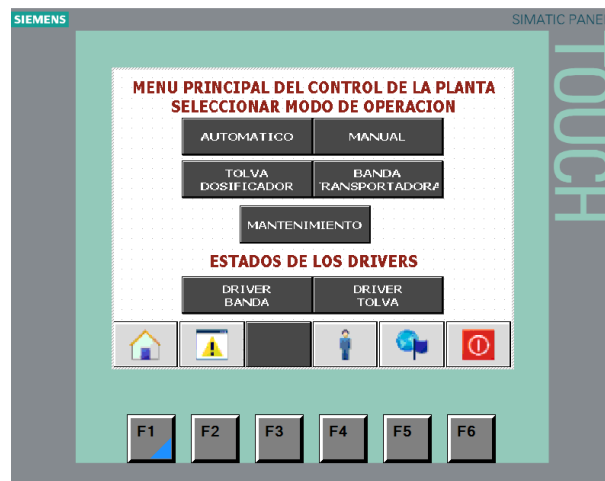 SIEMENS
SIMATIC PANE
TOUCH
MENU PRINCIPAL DEL CONTROL DE LA PLANTA
SELECCIONAR MODO DE OPERACION
AUTOMATICO
MANUAL
TOLVA
DOSIFICADOR
BANDA
TRANSPORTADORA
MANTENIMIENTO
ESTADOS DE LOS DRIVERS
DRIVER
BANDA
DRIVER
TOLVA
F1
F2
F3
F4
F5
F6